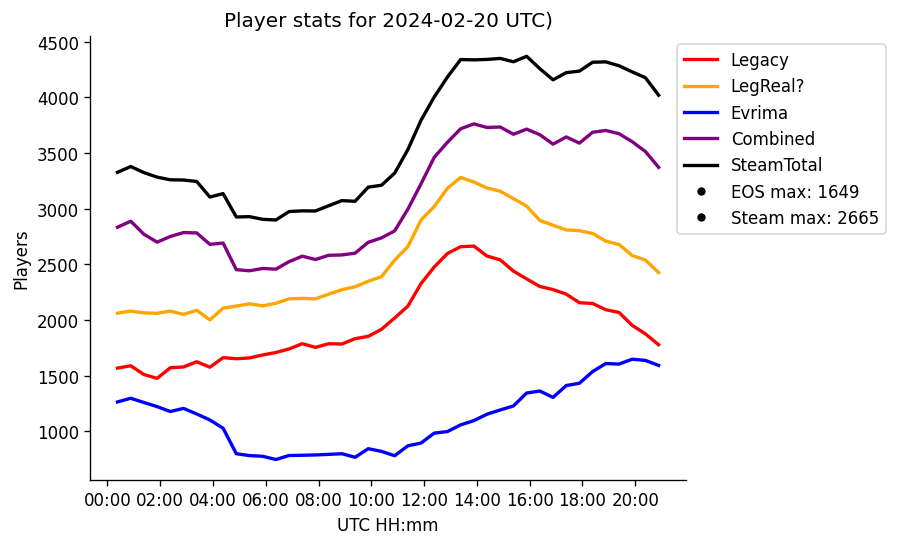 Player stats for 2024-02-20 UTC)
4500
4000
3500
3000
2500
2000
1500
1000
Players
00:00 02:00 04:00 06:00 08:00 10:00 12:00 14:00 16:00 18:00 20:00
UTC HH:mm
Legacy
LegReal?
Evrima
Combined
SteamTotal
EOS max: 1649
Steam max: 2665